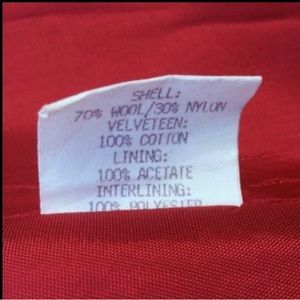 SHELL:
70% WOOL/30% NYLON
VELVETEEN:
100% COTTON
LINING:
100% ACETATE
INTERLINING:
100% POLYESTER